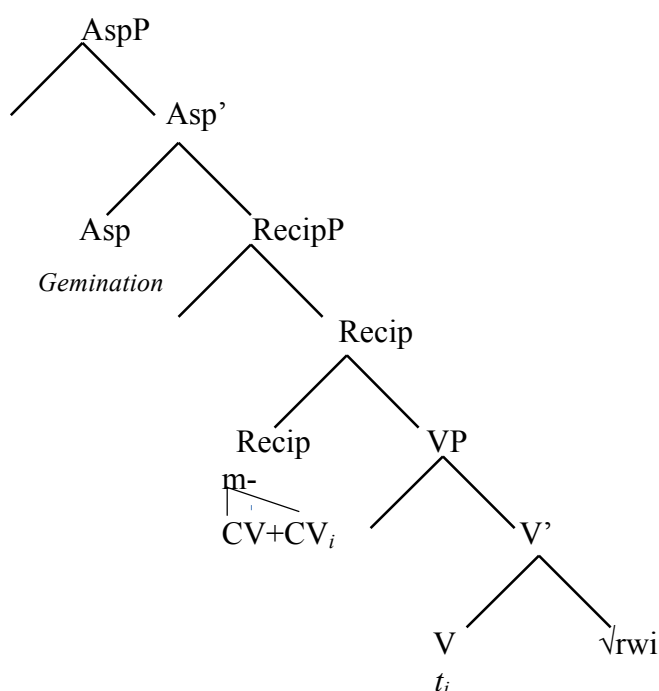 AspP
Asp’
Asp RecipP
Gemination
Recip
Recip VP
m-
CV+CVi V’
V √rwi
ti